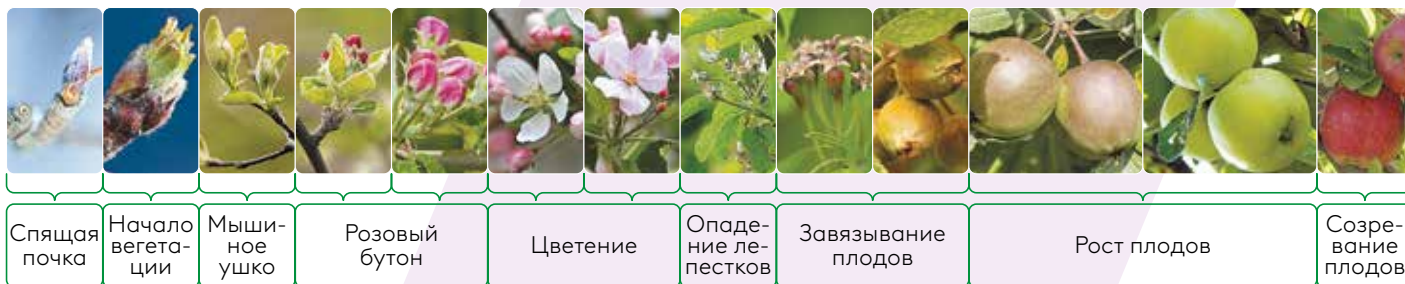 Спящая
почка
Начало
вегета-
ции
Мыши-
ное
ушко
Розовый
бутон
Цветение
Опаде-
ние ле-
пестков
Завязывание
плодов
Рост плодов
Созре-
вание
плодов